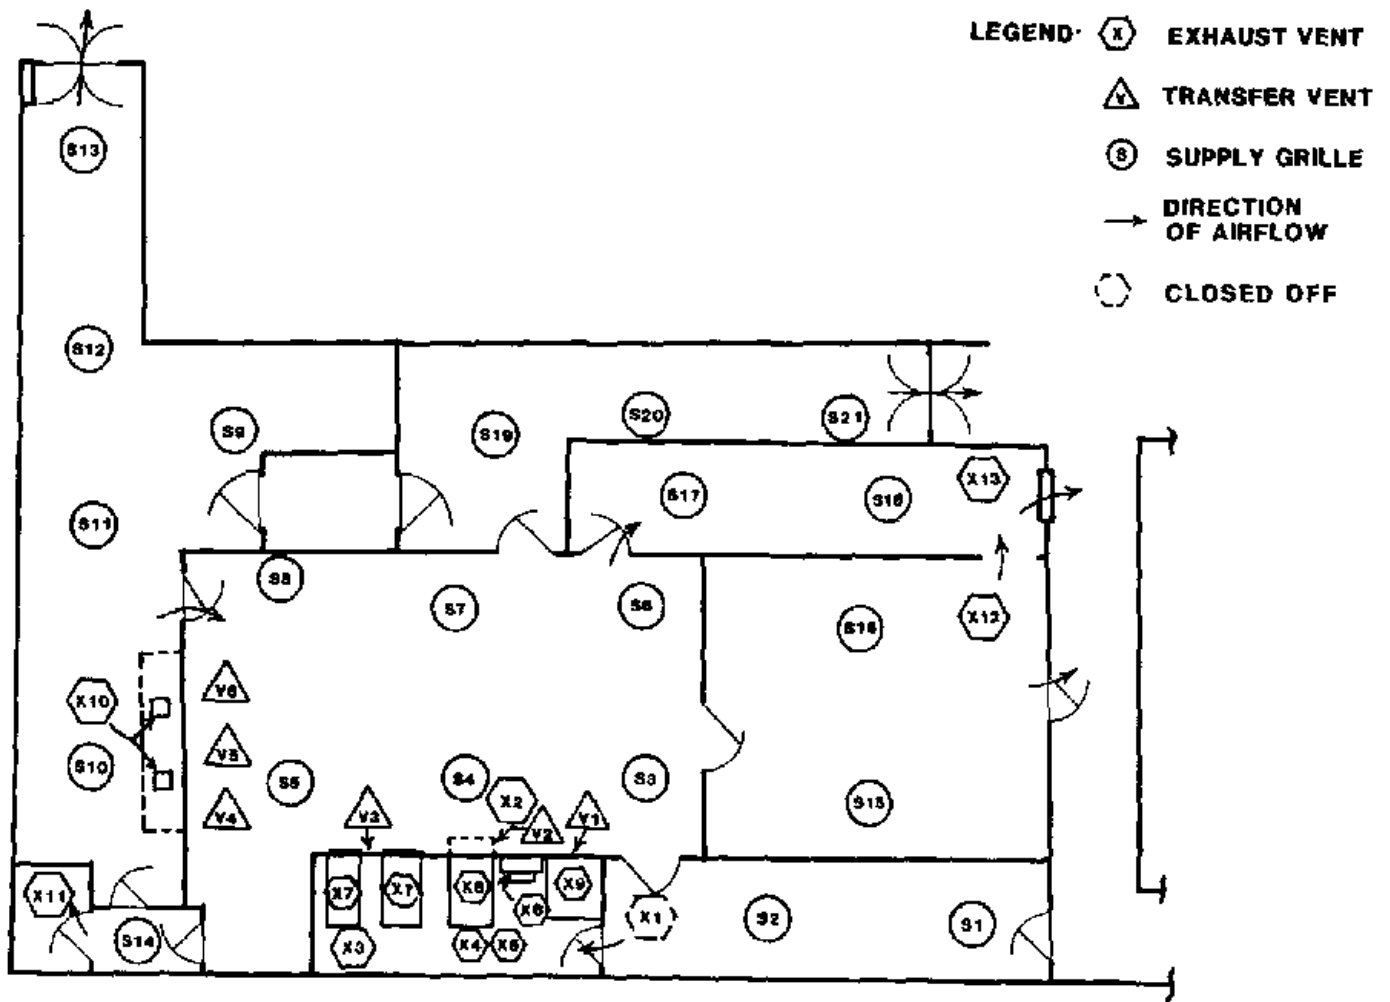 LEGEND·
X EXHAUST VENT
V TRANSFER VENT
S SUPPLY GRILLE
DIRECTION
OF AIRFLOW
CLOSED OFF
S13
S12
S9
S19
S20
S21
S11
S17
S18
X13
S8
S7
S6
S16
X12
V6
X10
V5
S10
S5
S4
S3
X2
V4
V3
V2
V1
S15
X11
X7
X7
X8
X9
X6
X1
S2
S1
S14
X3
X4
X5